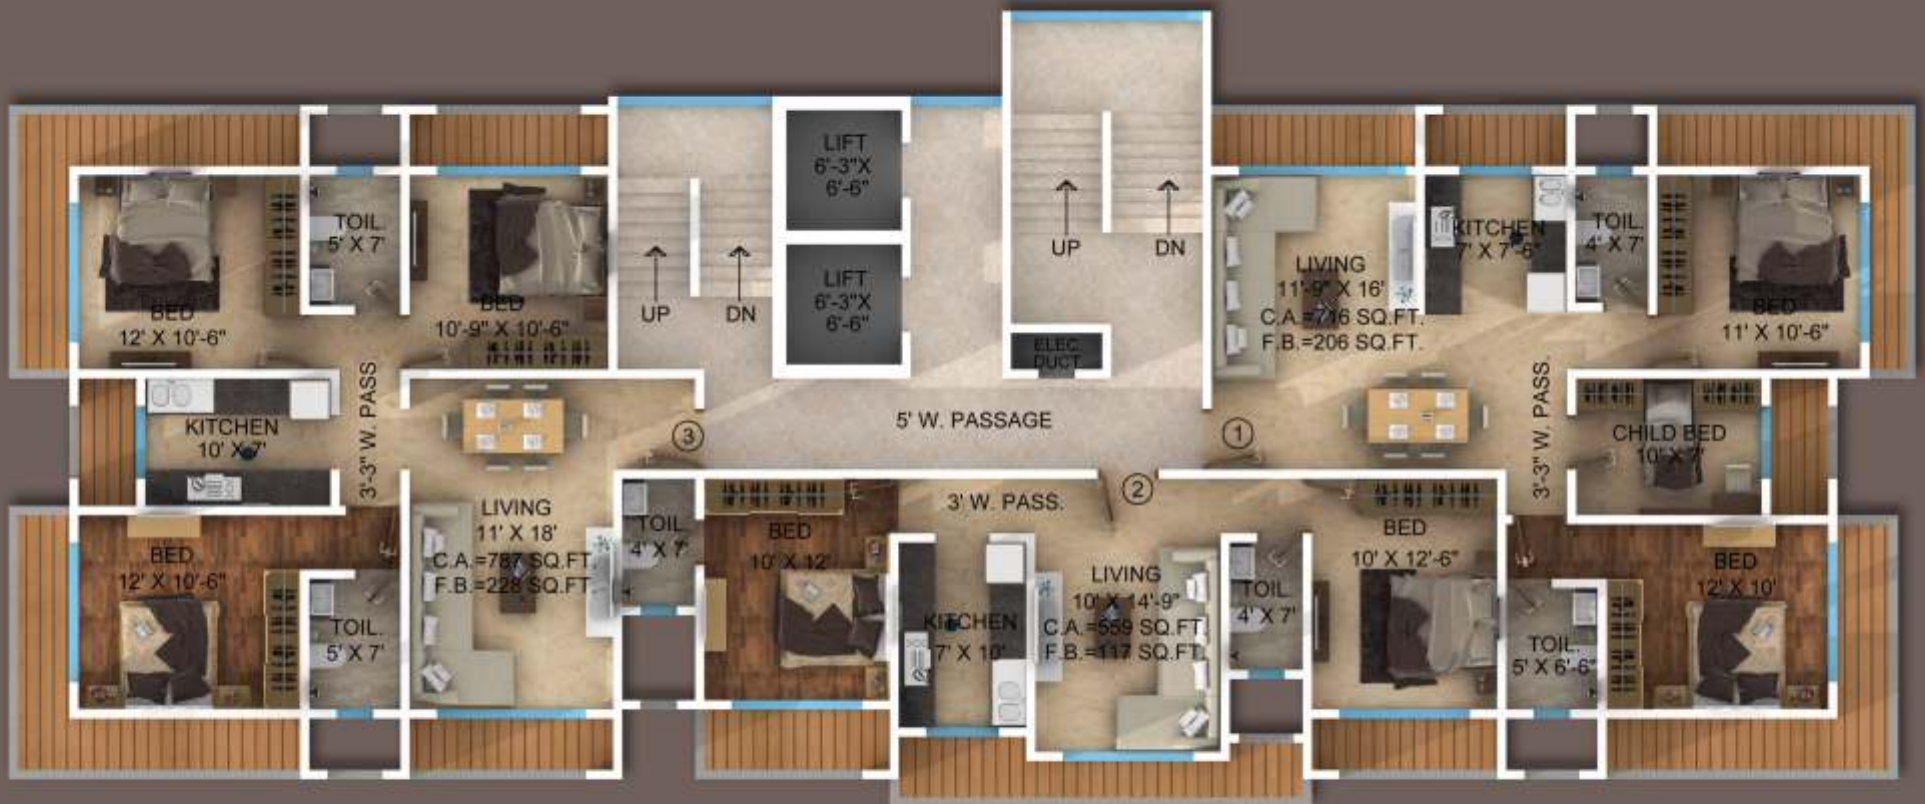 LIFT
6'-3"X
6'-6"
TOIL.
5' X 7'
BED
12' X 10'-6"
BED
10'-9" X 10'-6"
UP
DN
LIFT
6'-3"X
6'-6"
UP
DN
ELEC.
DUCT
LIVING
11'-9" X 16'
C.A.=716 SQ.FT.
F.B.=206 SQ.FT.
KITCHEN
7' X 7'-6"
TOIL.
4' X 7'
BED
11' X 10'-6"
KITCHEN
10' X 7'
3'-3" W. PASS
3
5' W. PASSAGE
1
3'-3" W. PASS.
CHILD BED
10' X 7'
BED
12' X 10'-6"
TOIL.
5' X 7'
LIVING
11' X 18'
C.A.=787 SQ.FT.
F.B.=228 SQ.FT.
TOIL.
4' X 7'
BED
10' X 12'
3' W. PASS.
2
KITCHEN
7' X 10'
LIVING
10' X 14'-9"
C.A.=559 SQ.FT.
F.B.=117 SQ.FT.
TOIL.
4' X 7'
BED
10' X 12'-6"
TOIL.
5' X 6'-6"
BED
12' X 10'